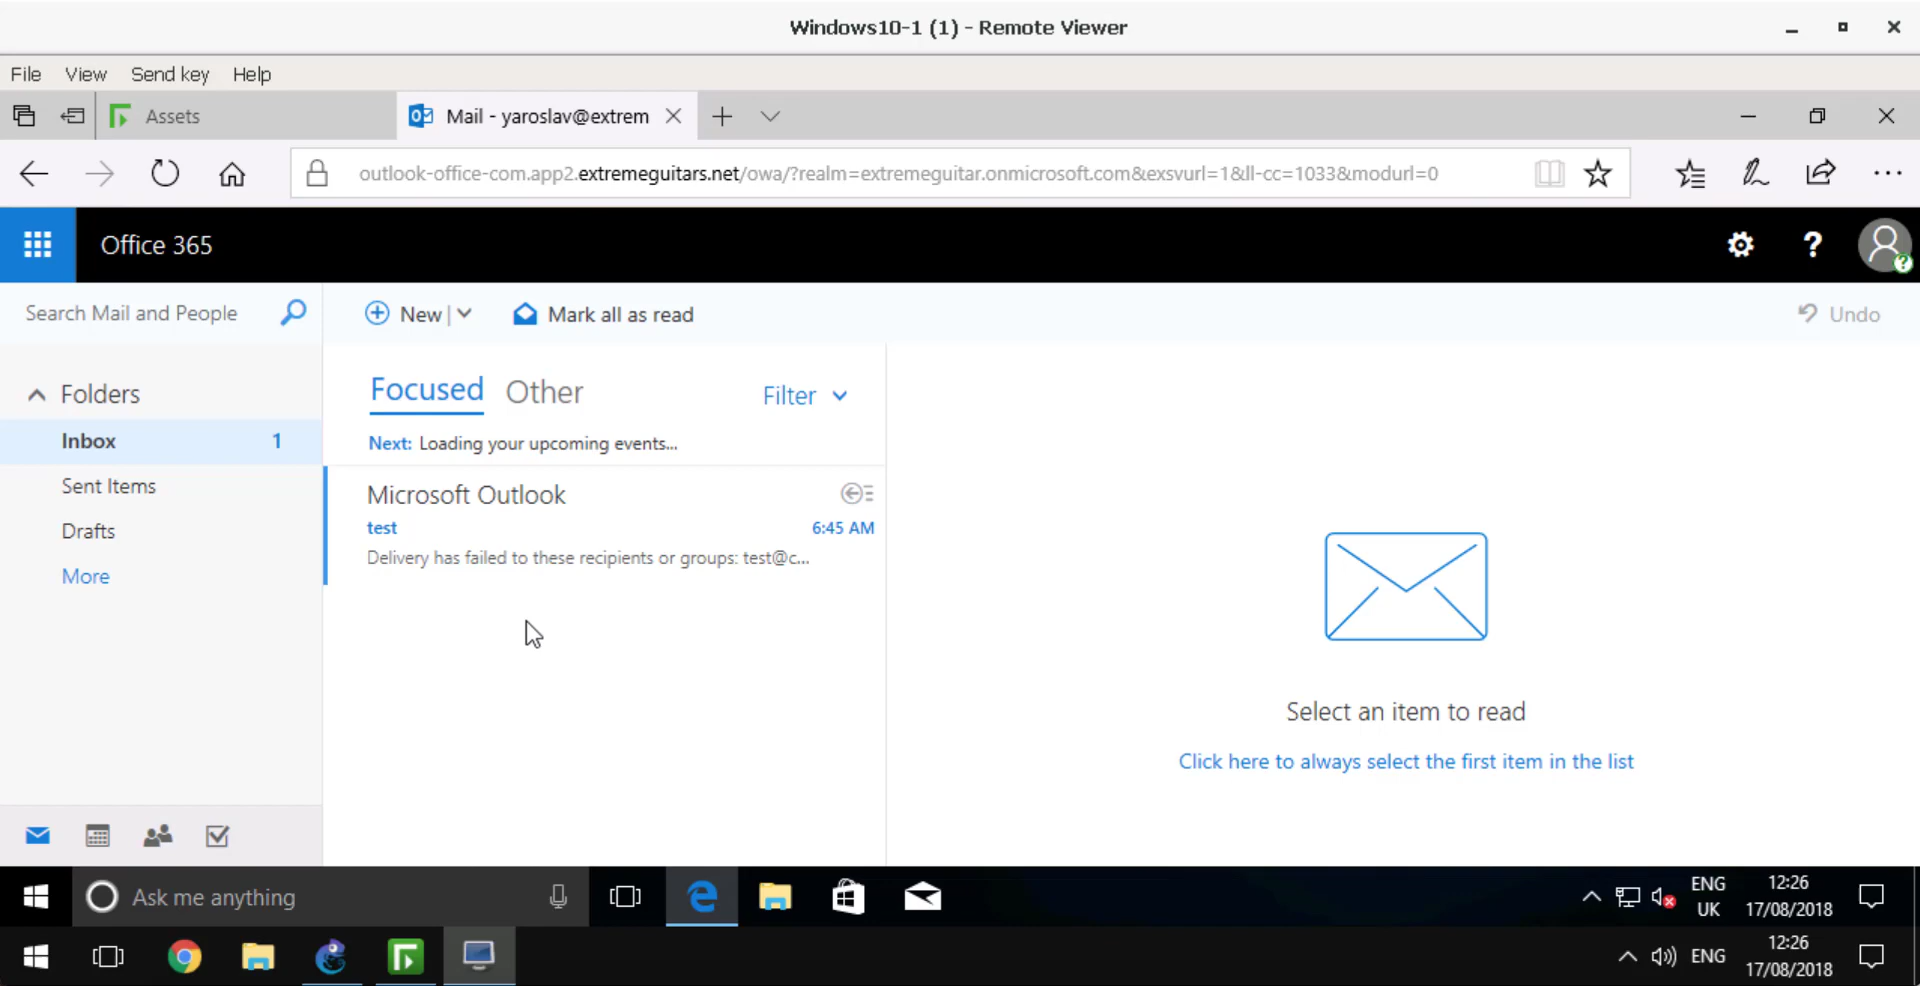 Windows10-1 (1) - Remote Viewer
File View Send key Help
Assets
Mail - yaroslav@extrem
outlook-office-com.app2.extremeguitars.net/owa/?realm=extremeguitar.onmicrosoft.com&exsvurl=1&ll-cc=1033&modurl=0
Office 365
?
Search Mail and People
New
Mark all as read
Undo
Folders
Inbox 1
Sent Items
Drafts
More
Focused Other
Filter
Next: Loading your upcoming events...
Microsoft Outlook
test
6:45 AM
Delivery has failed to these recipients or groups: test@c...
Select an item to read
Click here to always select the first item in the list
Ask me anything
ENG
UK
12:26
17/08/2018
ENG
12:26
17/08/2018